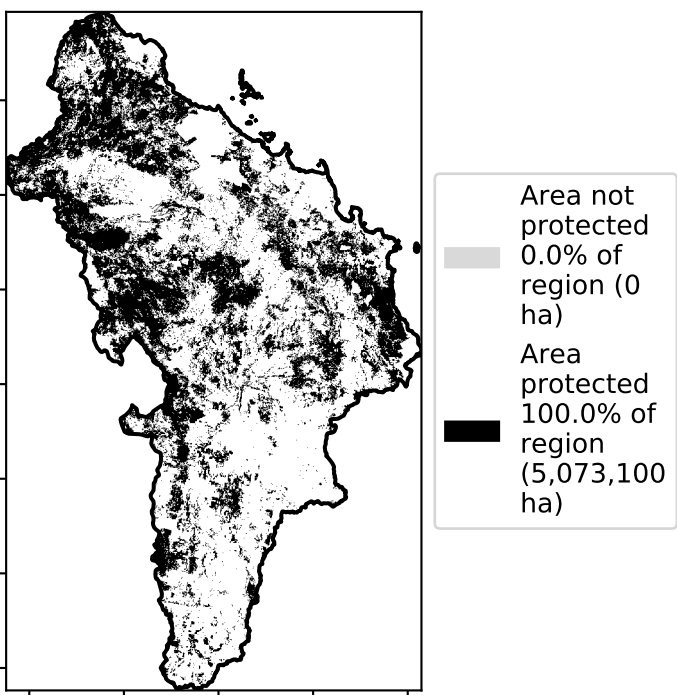 Area not
protected
0.0% of
region (0
ha)
Area
protected
100.0% of
region
(5,073,100
ha)